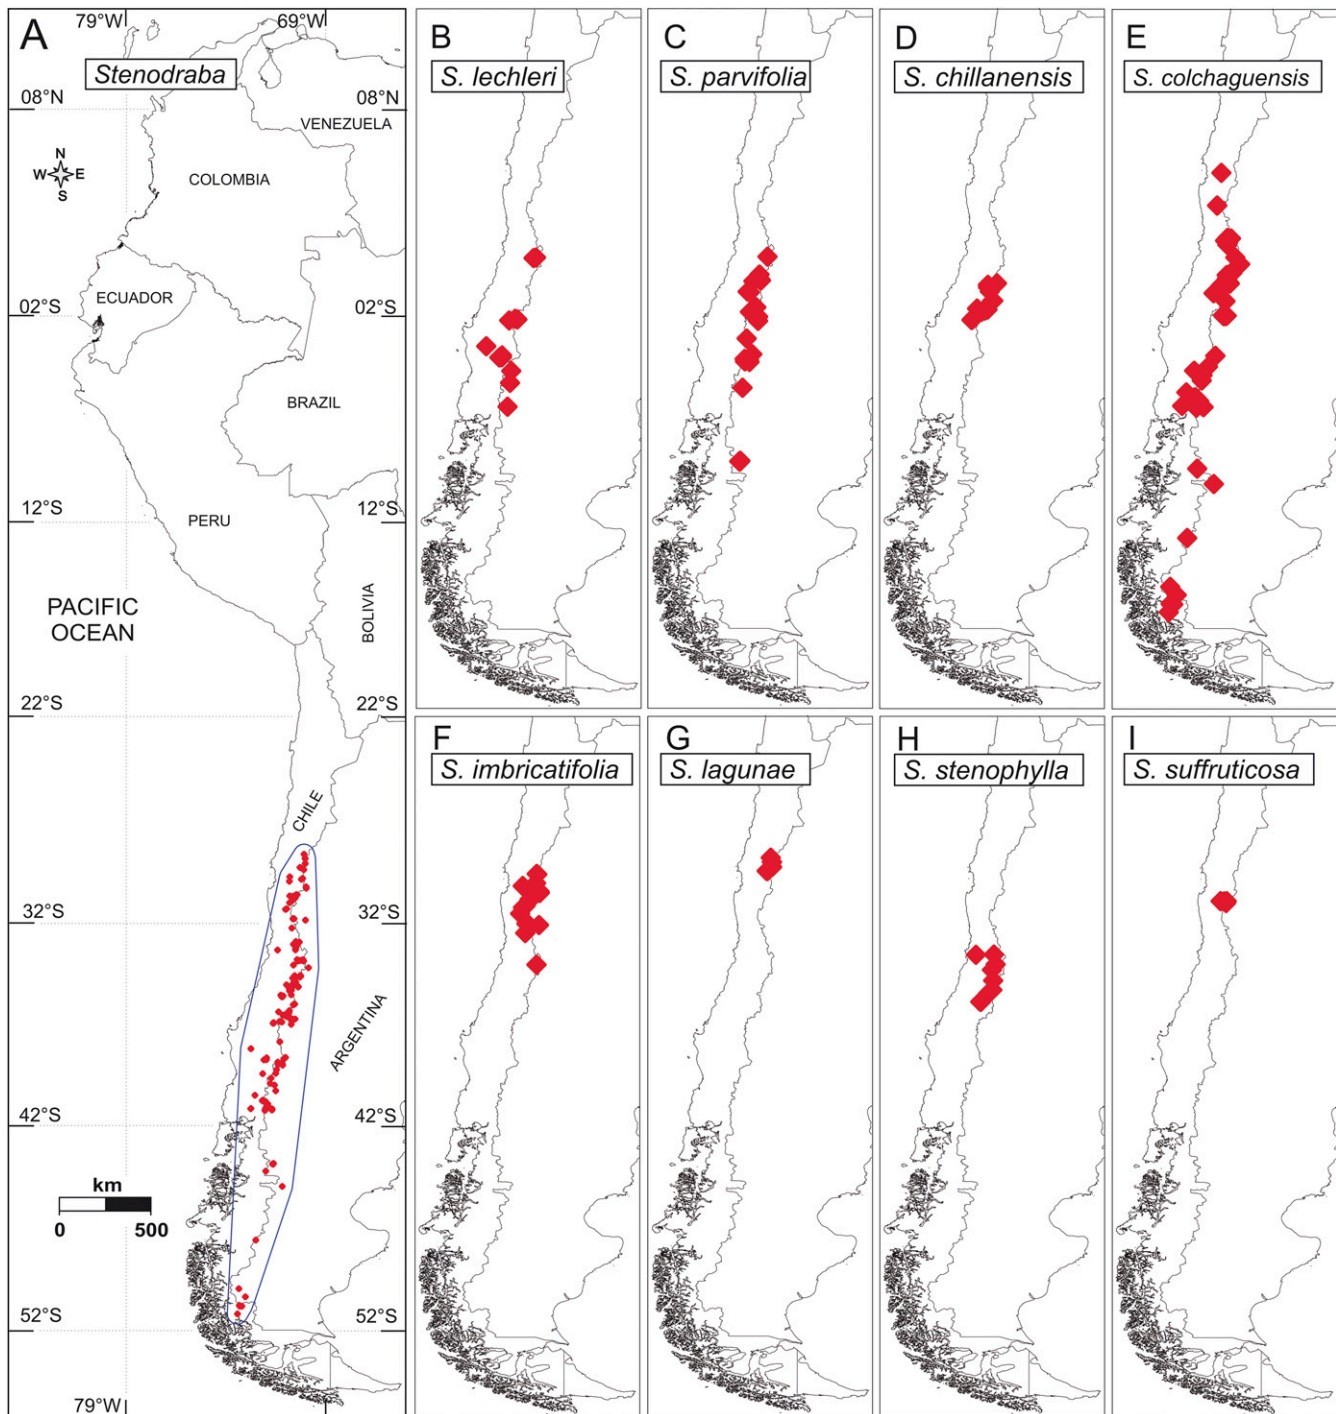 A
79°W
69°W
Stenodraba
08°N
08°N
VENEZUELA
N
W E
S
COLOMBIA
ECUADOR
02°S
02°S
BRAZIL
12°S
12°S
PERU
PACIFIC
OCEAN
BOLIVIA
22°S
22°S
CHILE
32°S
32°S
ARGENTINA
42°S
42°S
km
0 500
52°S
52°S
79°W
B
S. lechleri
C
S. parvifolia
D
S. chillanensis
E
S. colchaguensis
F
S. imbricatifolia
G
S. lagunae
H
S. stenophylla
I
S. suffruticosa